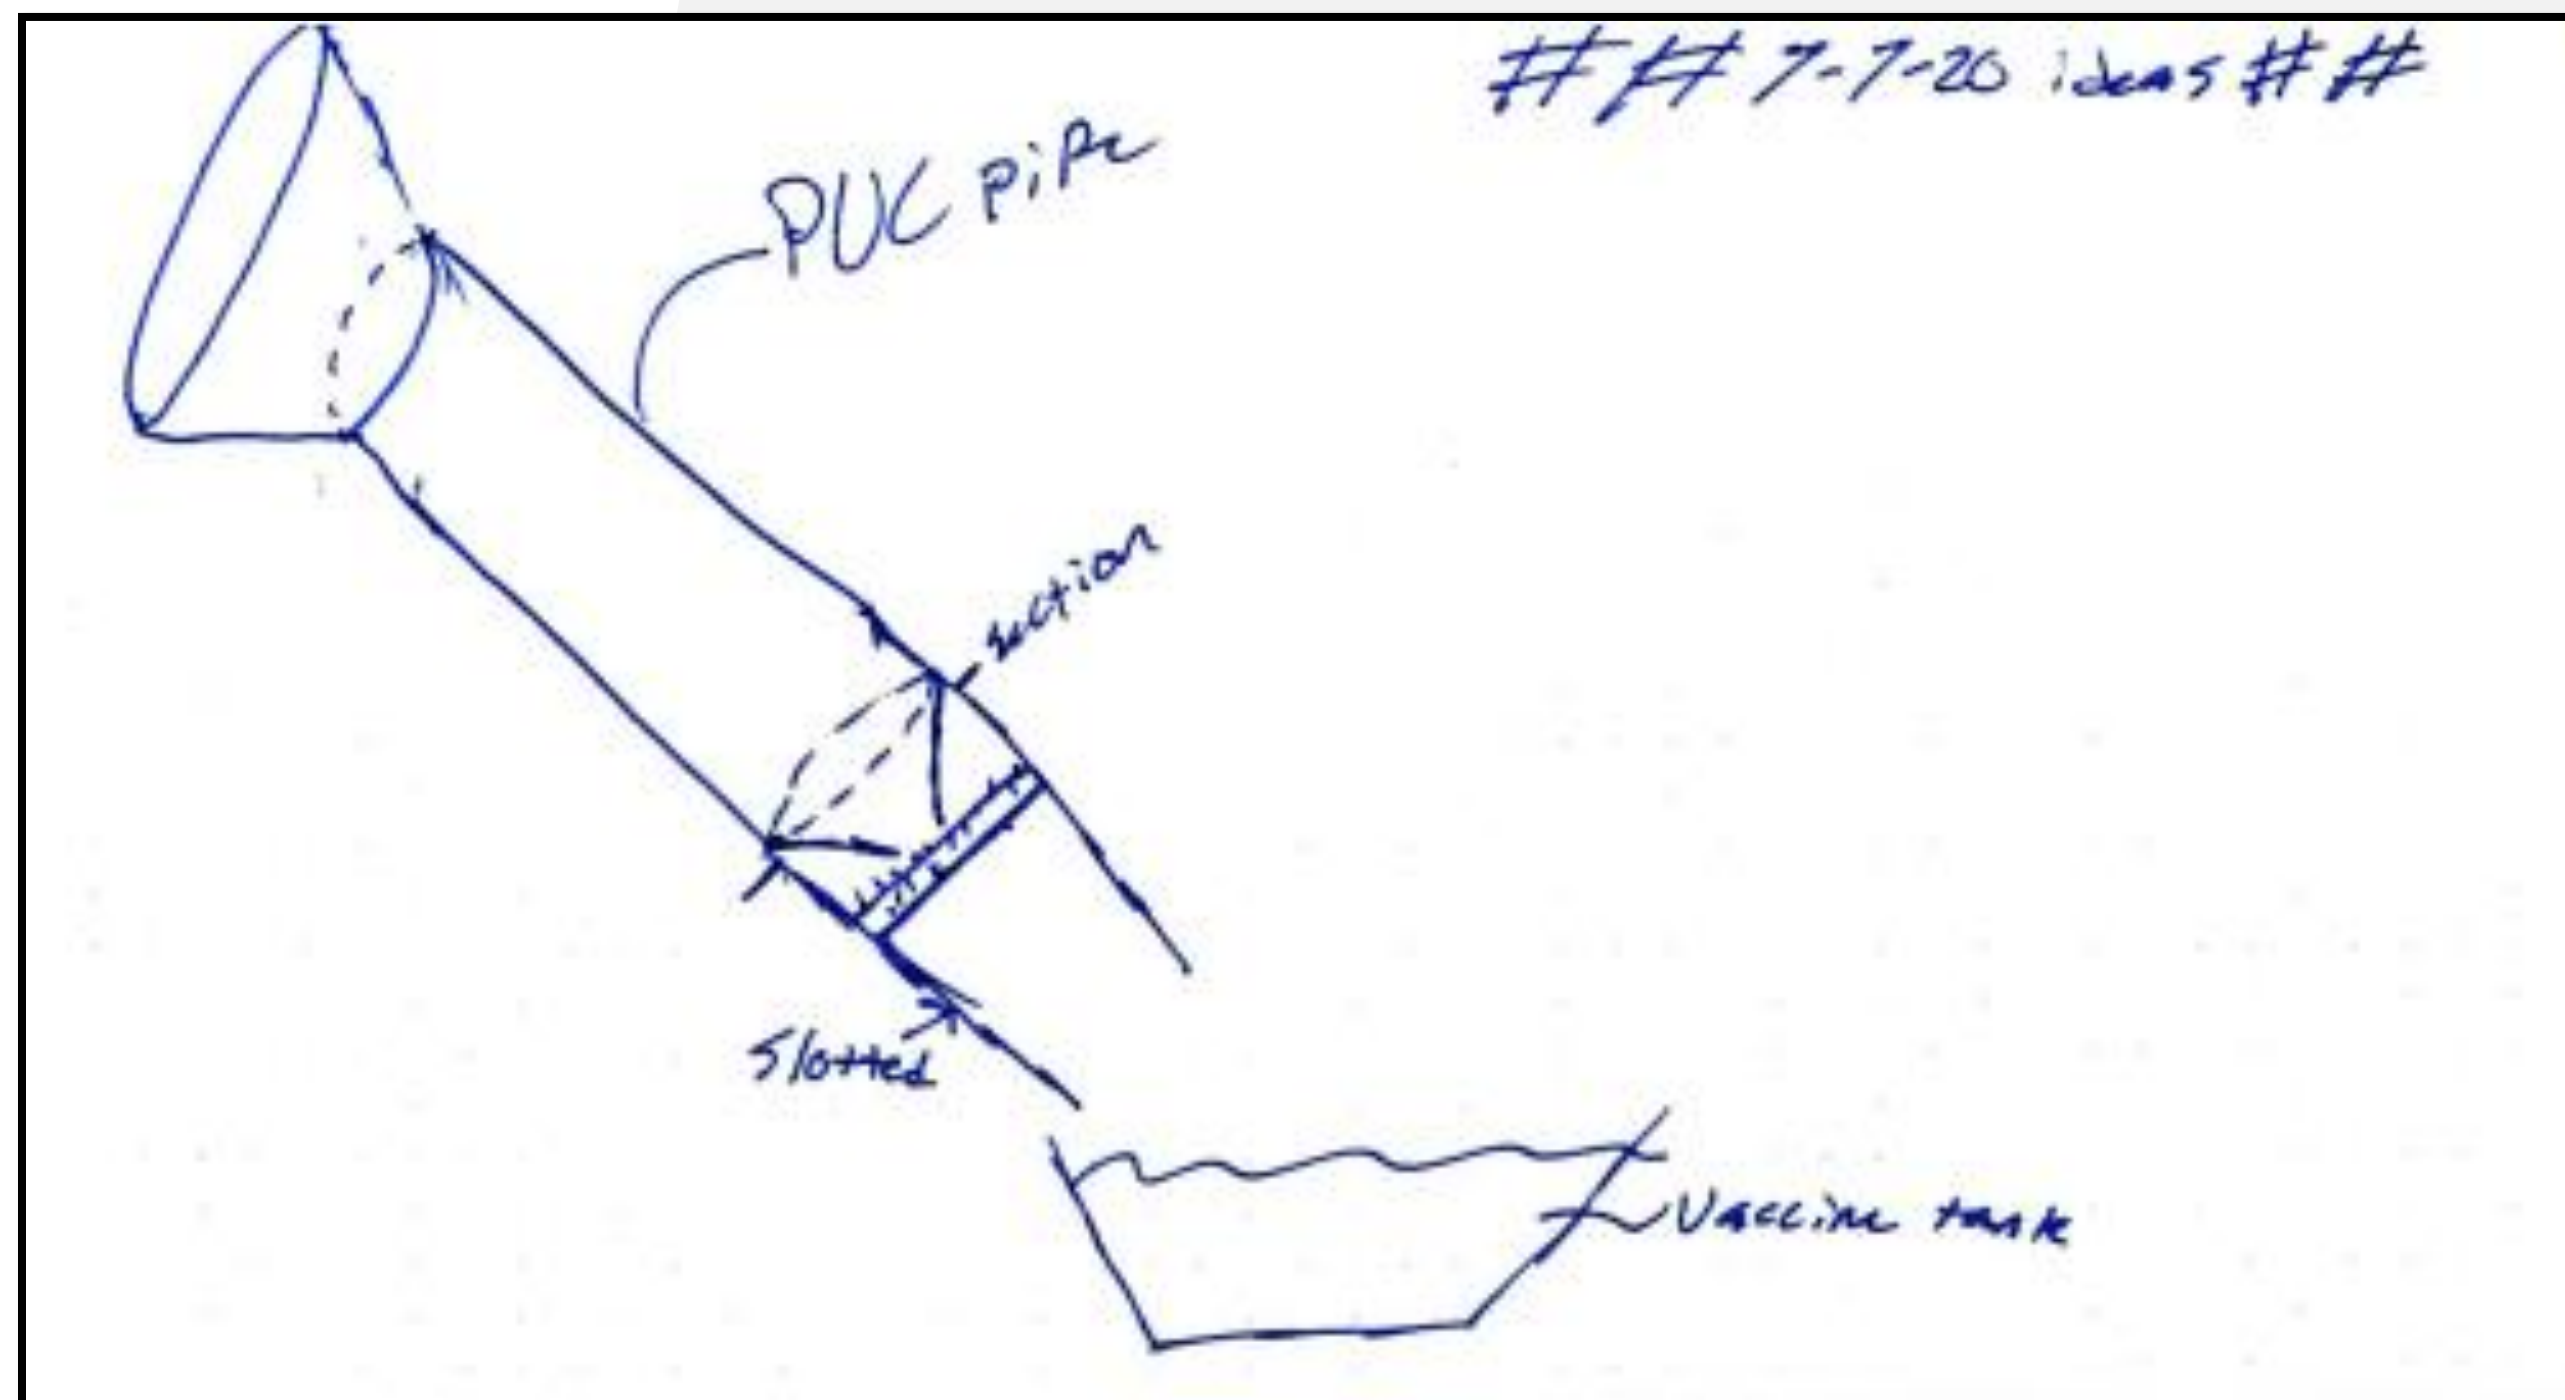 ## 7-7-20 ideas ##
PVC pipe
section
Slotted
Vaccine tank